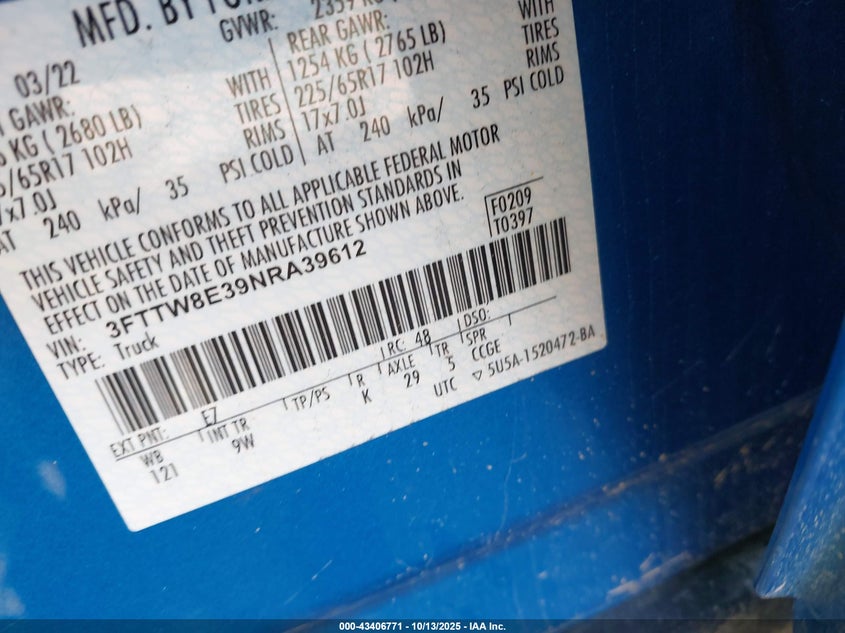 MFD. BY FOR
GVWR: 2359 KG
03/22
GAWR: WITH
KG ( 2680 LB) TIRES
/65R17 102H RIMS
x7.0J PSI COLD
AT 240 kPa/ 35
REAR GAWR: WITH
1254 KG ( 2765 LB) TIRES
225/65R17 102H RIMS
17x7.0J PSI COLD
AT 240 kPa/ 35
THIS VEHICLE CONFORMS TO ALL APPLICABLE FEDERAL MOTOR
VEHICLE SAFETY AND THEFT PREVENTION STANDARDS IN
EFFECT ON THE DATE OF MANUFACTURE SHOWN ABOVE.
F0209
T0397
VIN: 3FTTW8E39NRA39612
TYPE: Truck
EXT PNT: E7 RC: 48 DSO:
WB INT TR TP/PS R AXLE TR SPR
121 9W K 29 5 CCGE
UTC ▽ 5U5A-1520472-BA
000-43406771 - 10/13/2025 - IAA Inc.